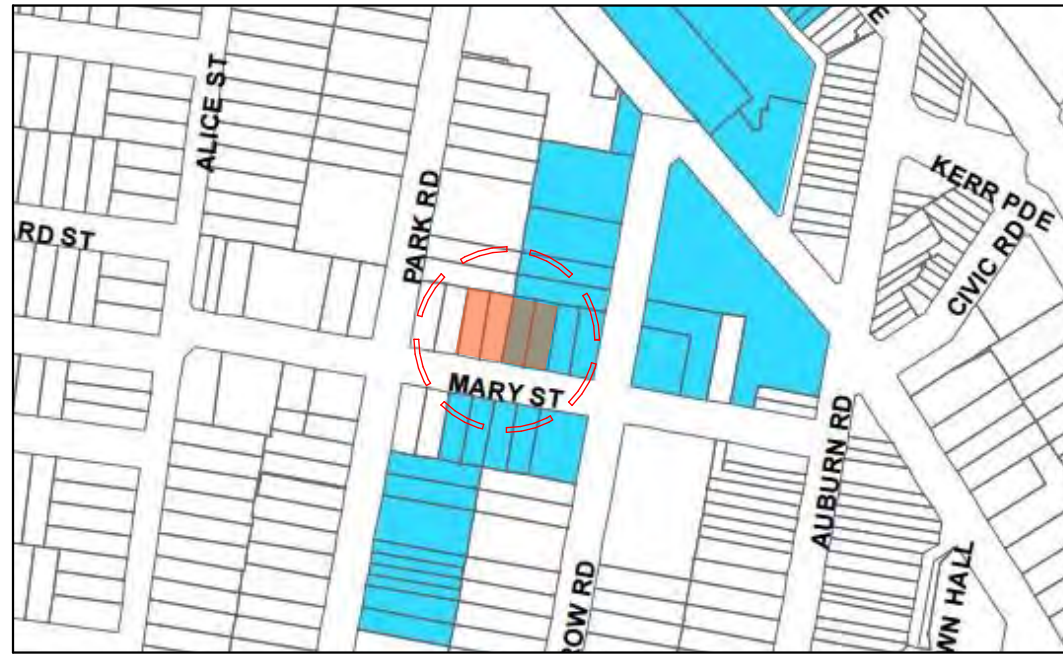 ALICE ST
PARK RD
KERR PDE
CIVIC RD
RD ST
MARY ST
AUBURN RD
ROW RD
WN HALL